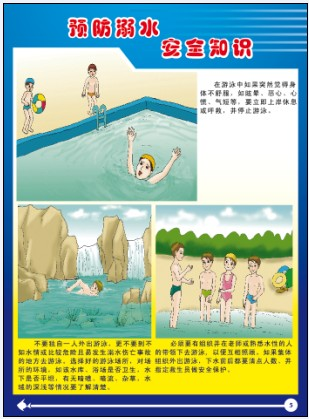 预防溺水
安全知识
在游泳中如果突然觉得身
体不舒服，如眩晕、恶心、心
慌、气短等，要立即上岸休息
或呼救，并停止游泳。
不要独自一人外出游泳，更不要到不
知水情或比较危险且易发生溺水伤亡事故
的地方去游泳。选择好的游泳场所，对场
所的环境，如该水库、浴场是否卫生，水
下是否平坦，有无暗礁、暗流、杂草，水
域的深浅等情况要了解清楚。
必须要有组织并在老师或熟悉水性的人
的带领下去游泳。以便互相照顾。如果集体
组织外出游泳，下水前后都要清点人数，并
指定救生员做安全保护。